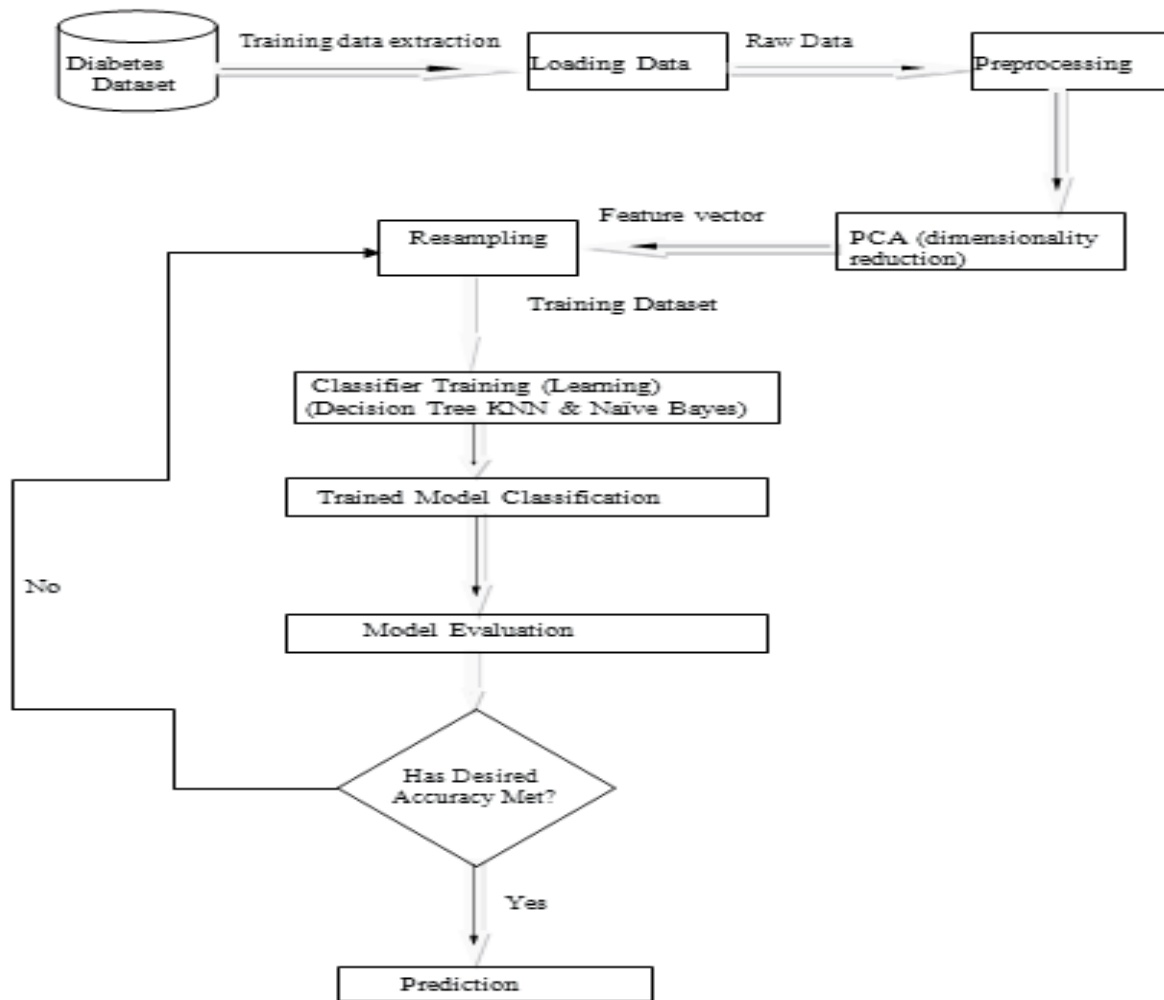 Diabetes
Dataset
Training data extraction
Loading Data
Raw Data
Preprocessing
PCA (dimensionality
reduction)
Feature vector
Resampling
Training Dataset
Classifier Training (Learning)
(Decision Tree KNN & Naïve Bayes)
Trained Model Classification
No
Model Evaluation
Has Desired
Accuracy Met?
Yes
Prediction